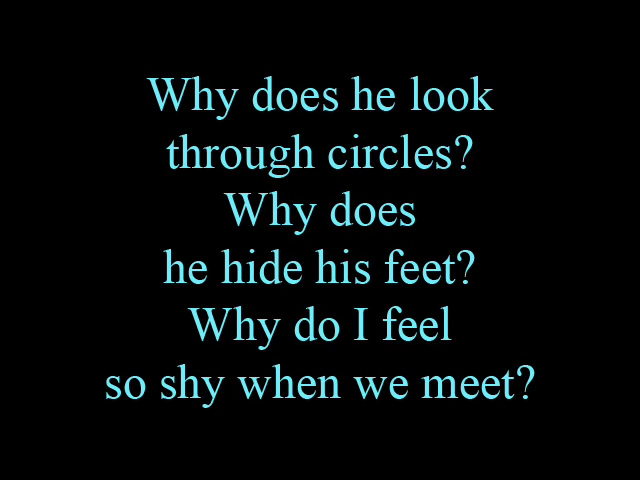 Why does he look
through circles?
Why does
he hide his feet?
Why do I feel
so shy when we meet?